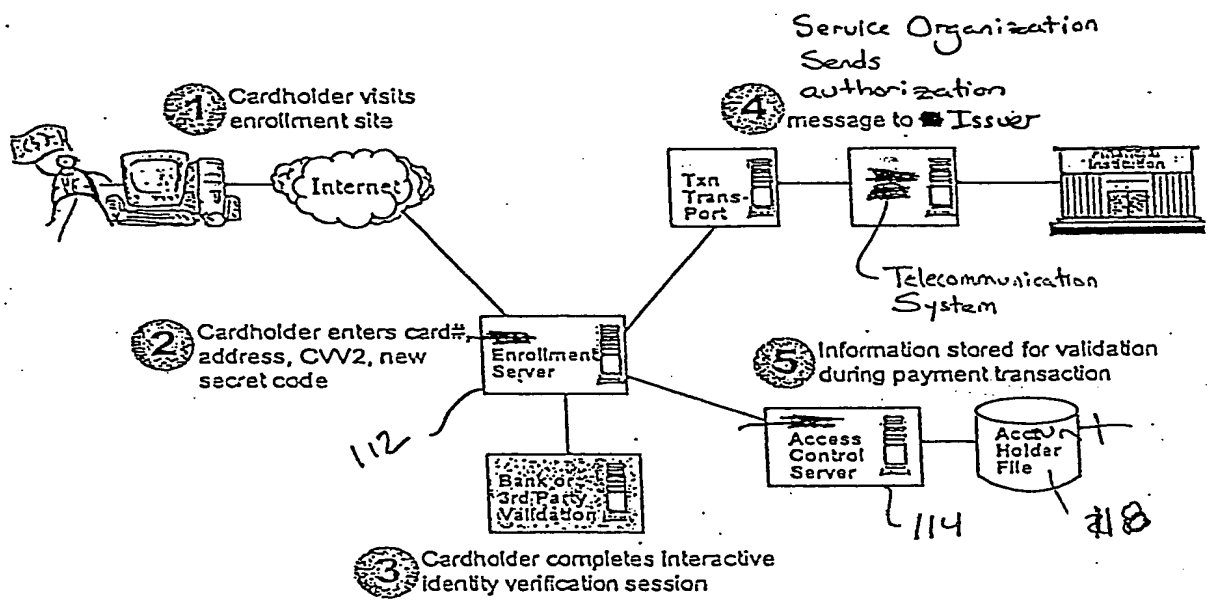 Service Organization
Sends
authorization
4 message to Issuer
1 Cardholder visits
enrollment site
Internet
Txn
Trans-
Port
Institution
Telecommunication
System
2 Cardholder enters card#,
address, CVV2, new
secret code
Enrollment
Server
112
5 Information stored for validation
during payment transaction
Access
Control
Server
114
Holder
File
Bank or
3rd Party
Validation
3 Cardholder completes interactive
identity verification session